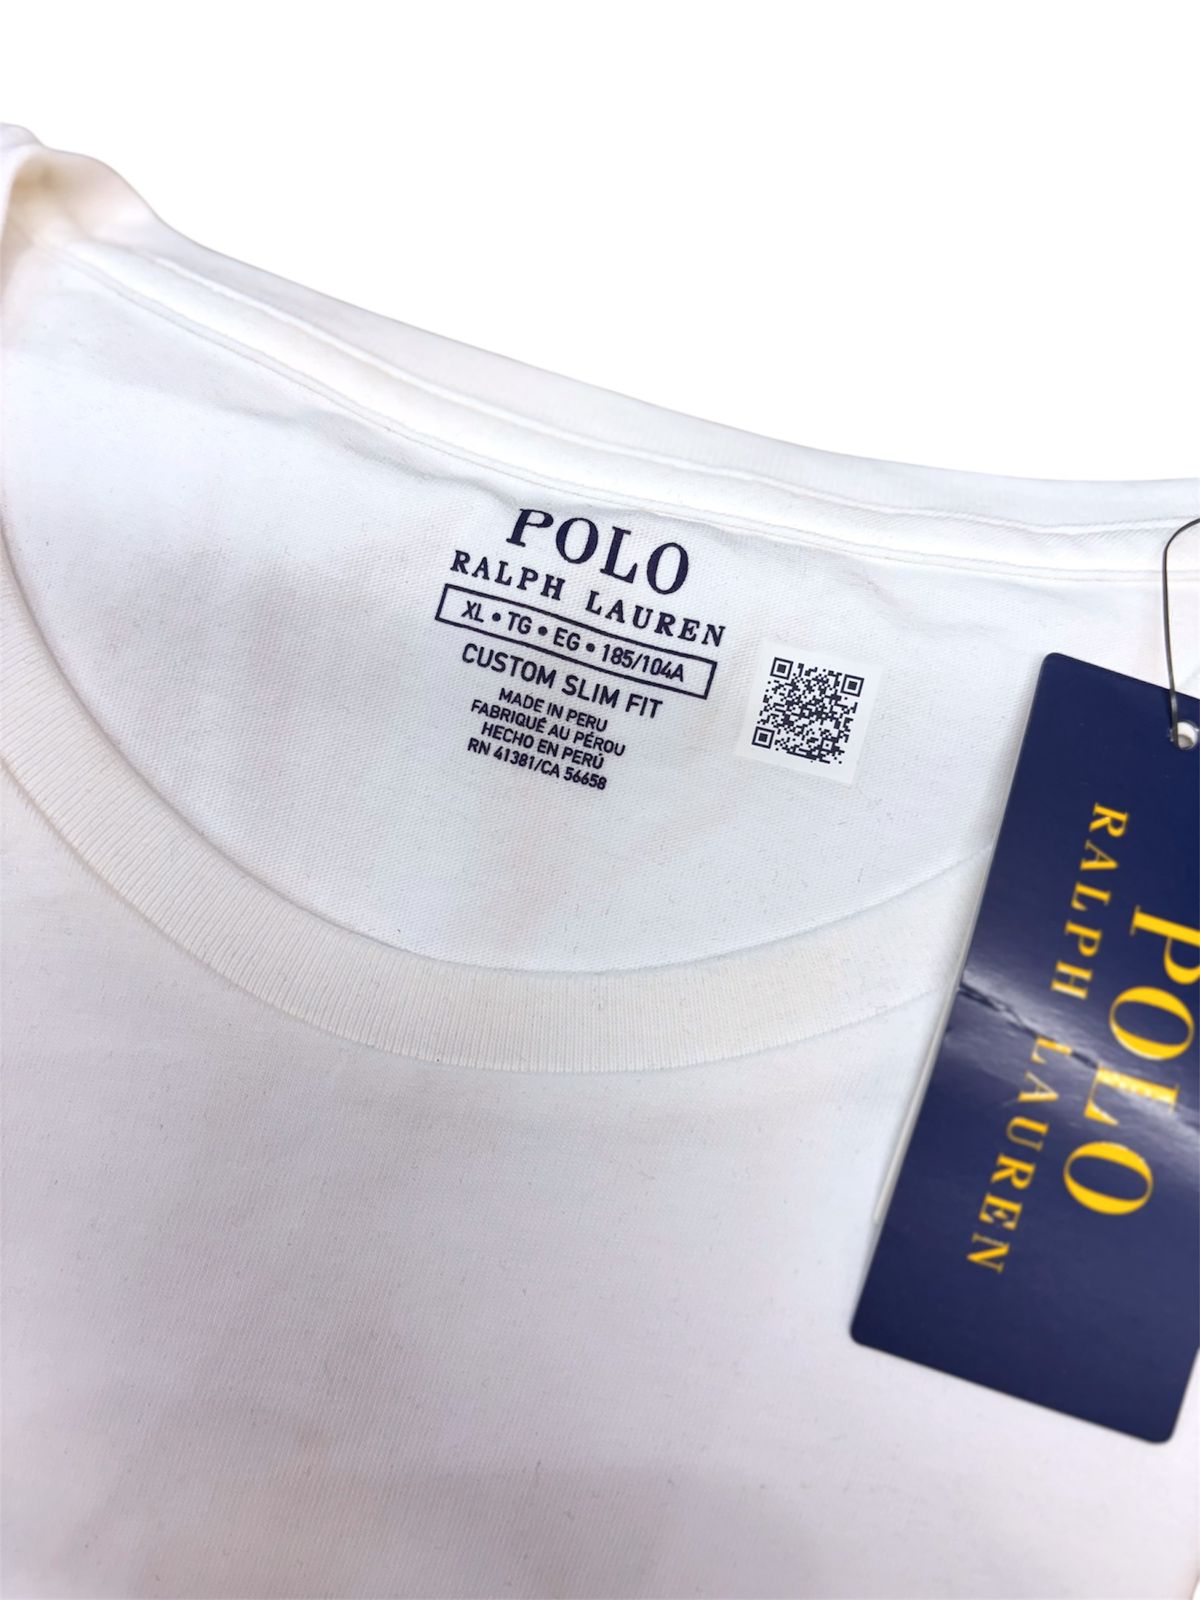 POLO
RALPH LAUREN
XL • TG • EG • 185/104A
CUSTOM SLIM FIT
MADE IN PERU
FABRIQUÉ AU PÉROU
HECHO EN PERÚ
RN 41381/CA 56658
POLO
RALPH LAUREN